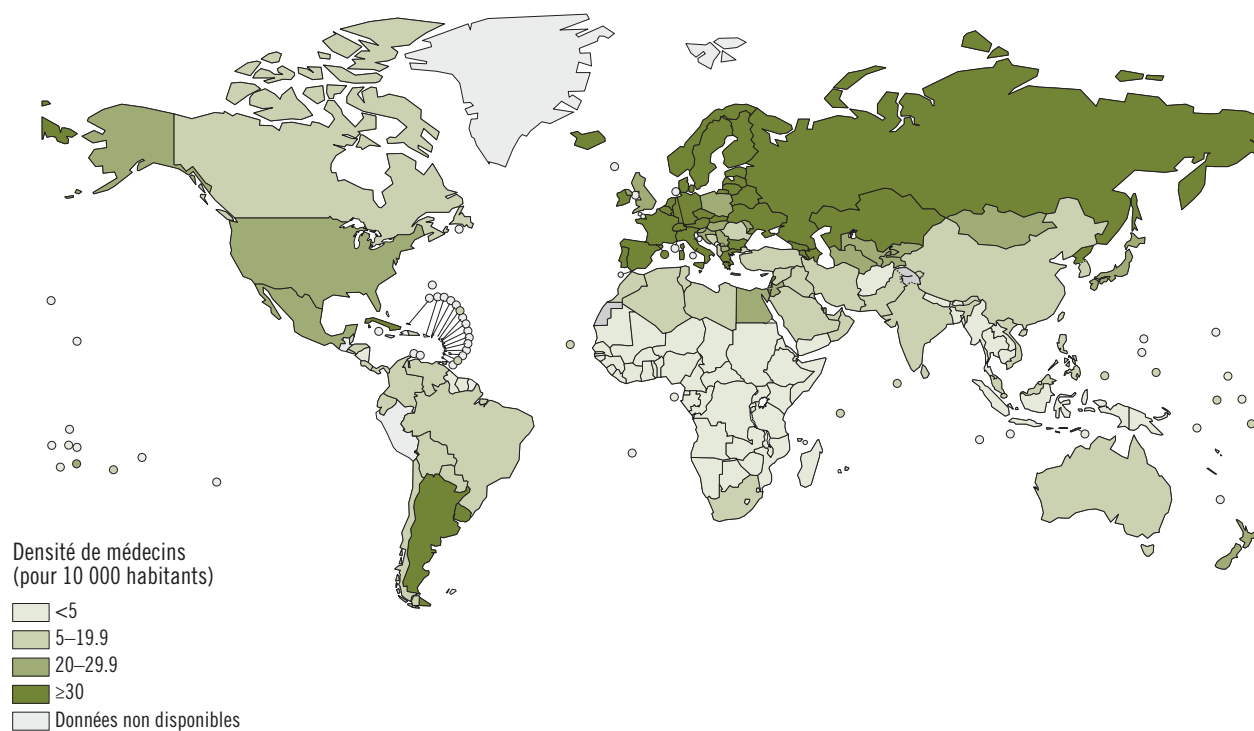 Densité de médecins
(pour 10 000 habitants)
<5
5–19.9
20–29.9
≥30
Données non disponibles